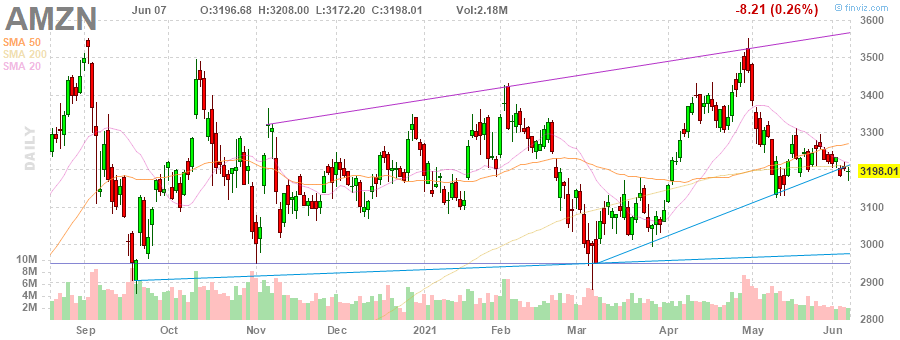 AMZN Jun 07 O:3196.68 H:3208.00 L:3172.20 C:3198.01 Vol:2.18M -8.21 (0.26%) © finviz.com
SMA 50
SMA 200
SMA 20
DAILY
3600
3500
3400
3300
3198.01
3100
3000
2900
2800
10M
8M
6M
4M
2M
Sep Oct Nov Dec 2021 Feb Mar Apr May Jun